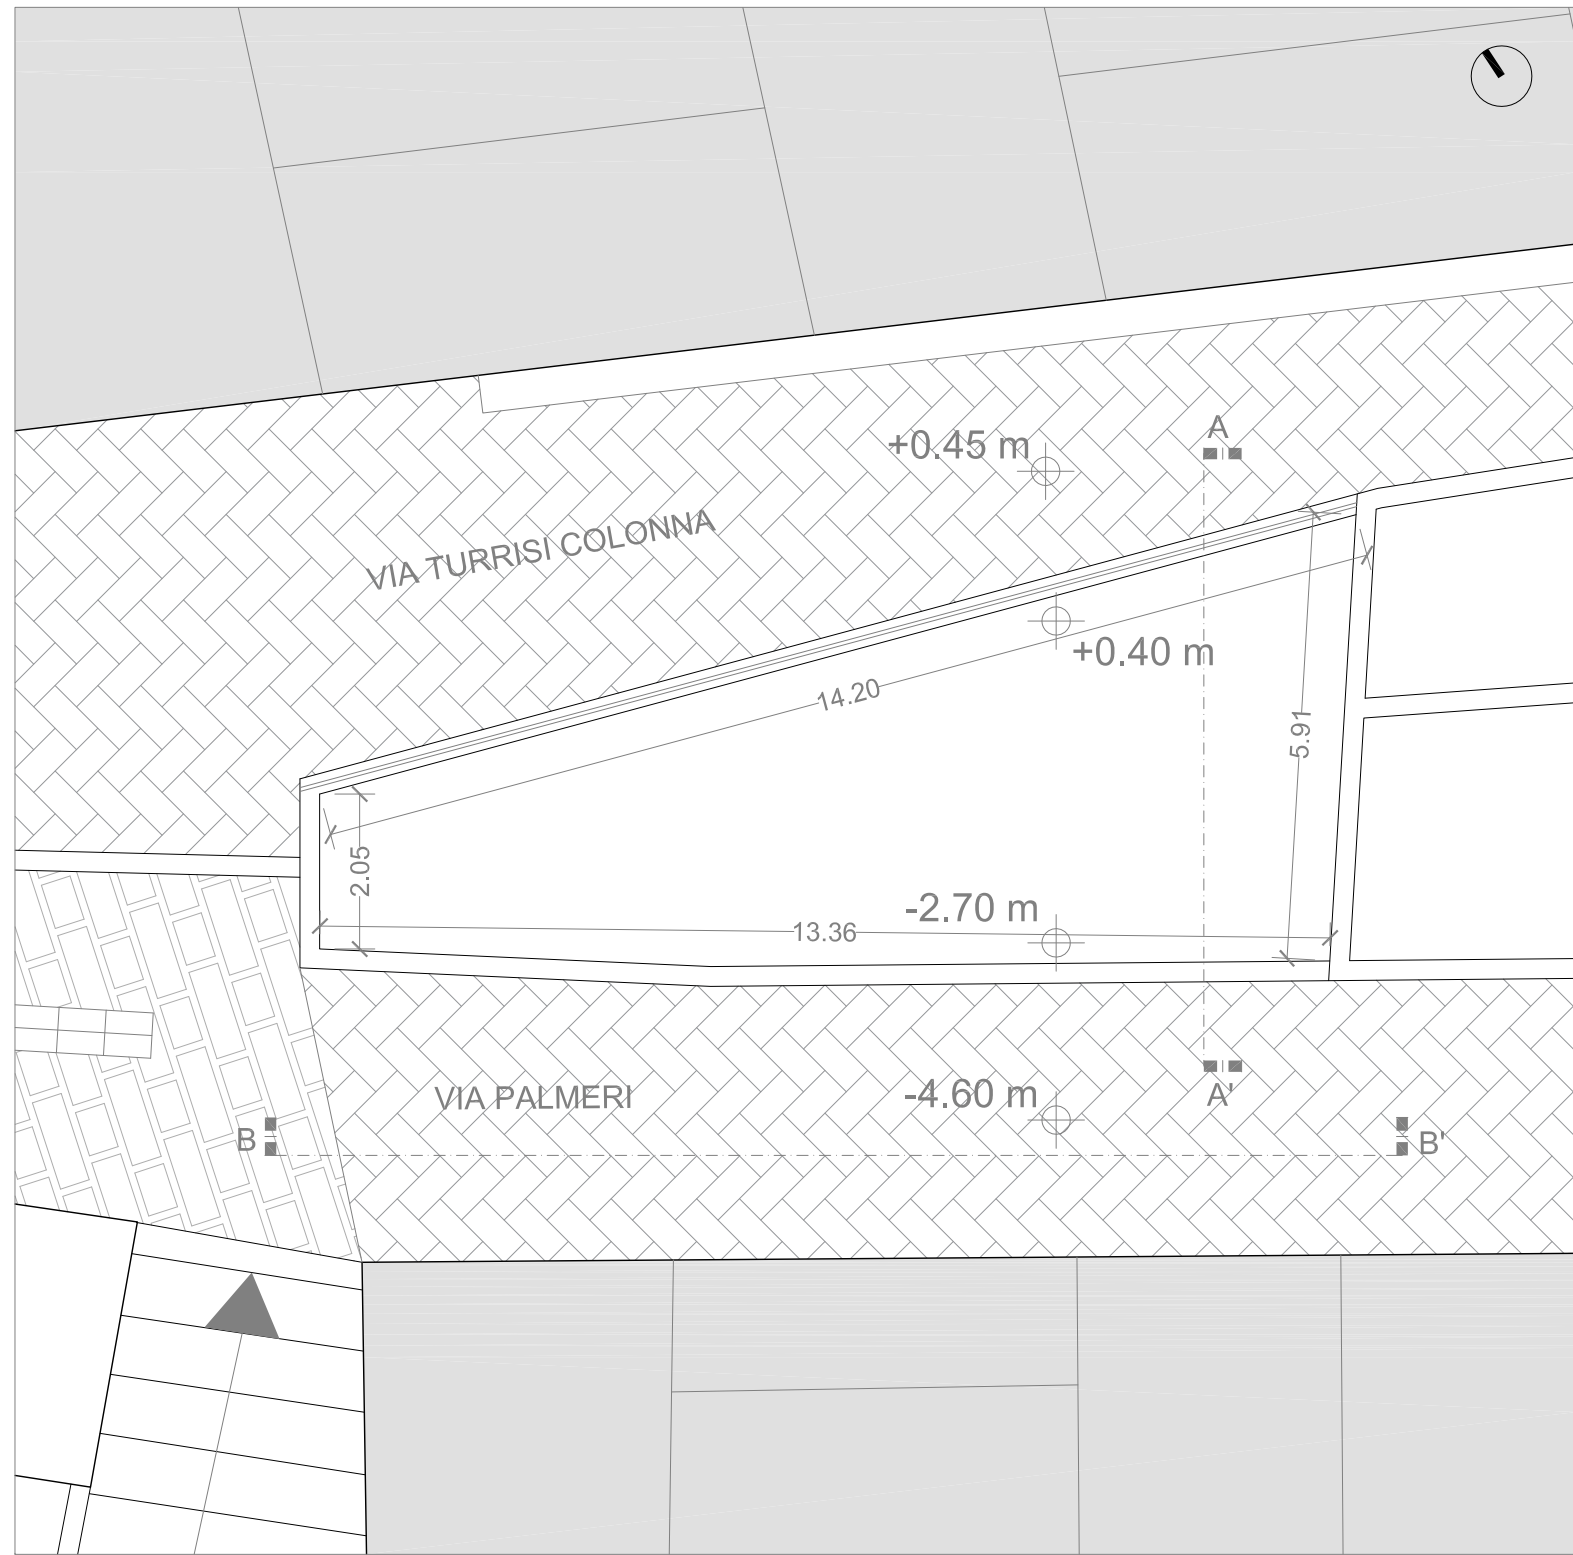 A
+0.45 m
VIA TURRISI COLONNA
+0.40 m
14.20
5.91
2.05
-2.70 m
13.36
A'
-4.60 m
VIA PALMERI
B
B'